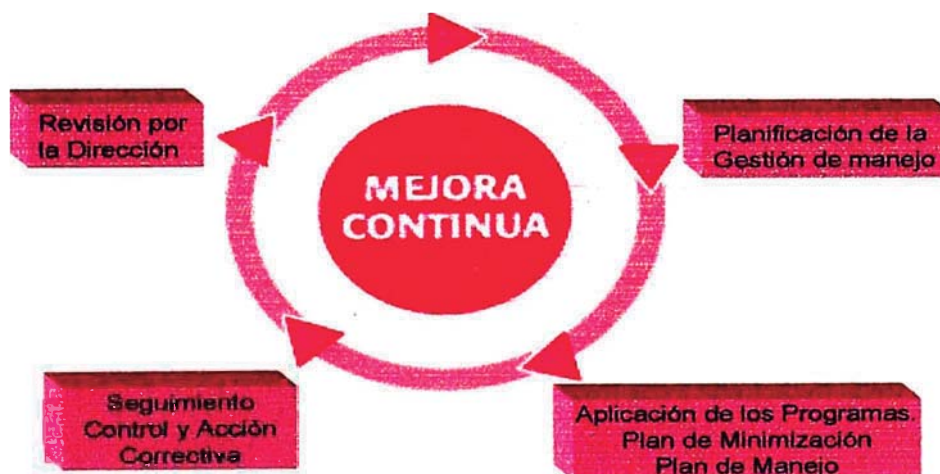 Revisión por
la Dirección
MEJORA
CONTINUA
Planificación de la
Gestión de manejo
Seguimiento
Control y Acción
Correctiva
Aplicación de los Programas.
Plan de Minimización
Plan de Manejo